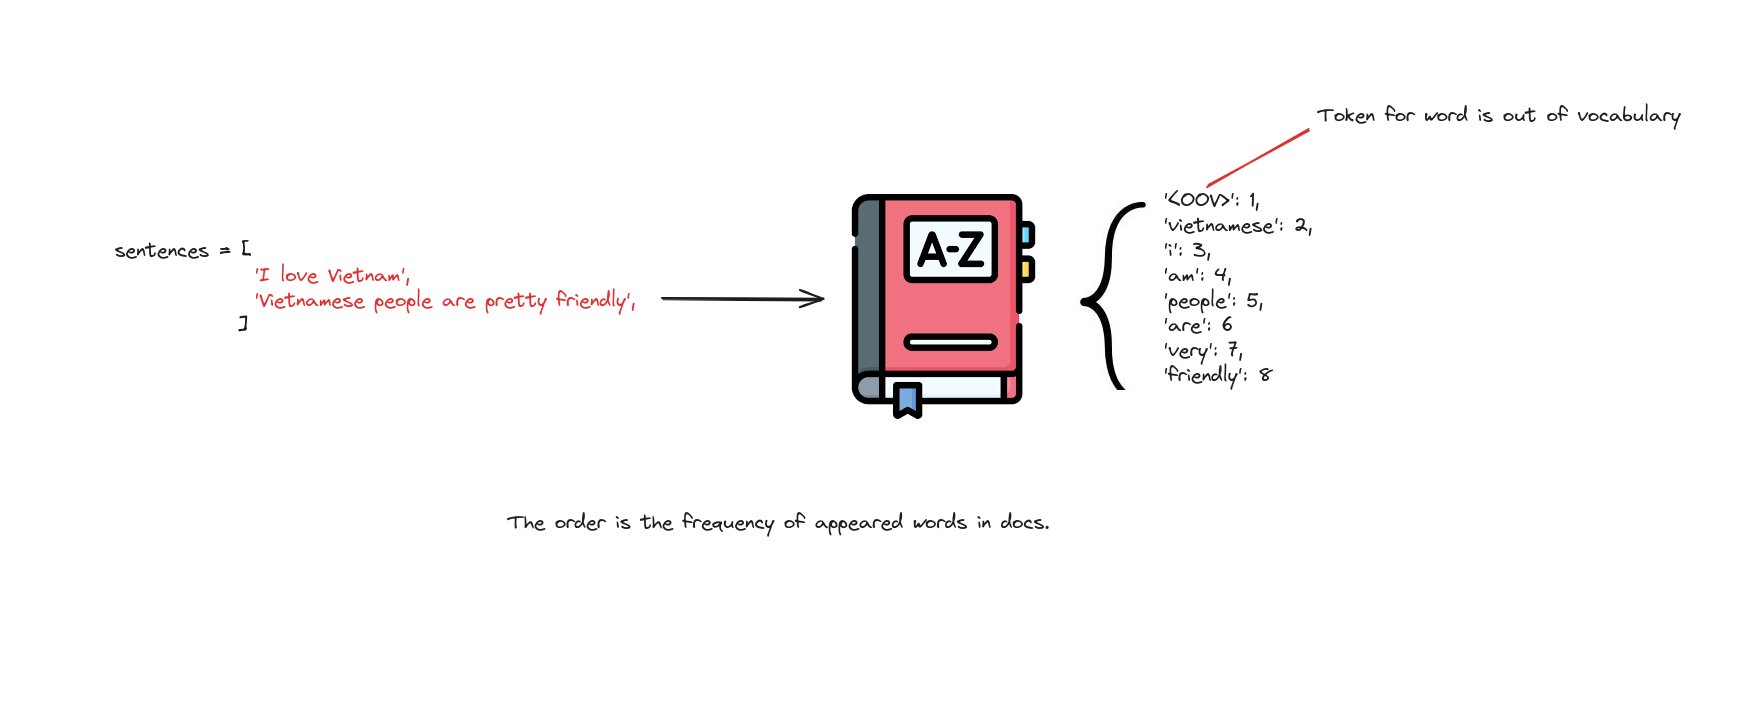 Token for word is out of vocabulary
sentences = [
'I love Vietnam',
'Vietnamese people are pretty friendly',
]
A-Z
'<OOV>': 1,
'vietnamese': 2,
'i': 3,
'am': 4,
'people': 5,
'are': 6
'very': 7,
'friendly': 8
The order is the frequency of appeared words in docs.